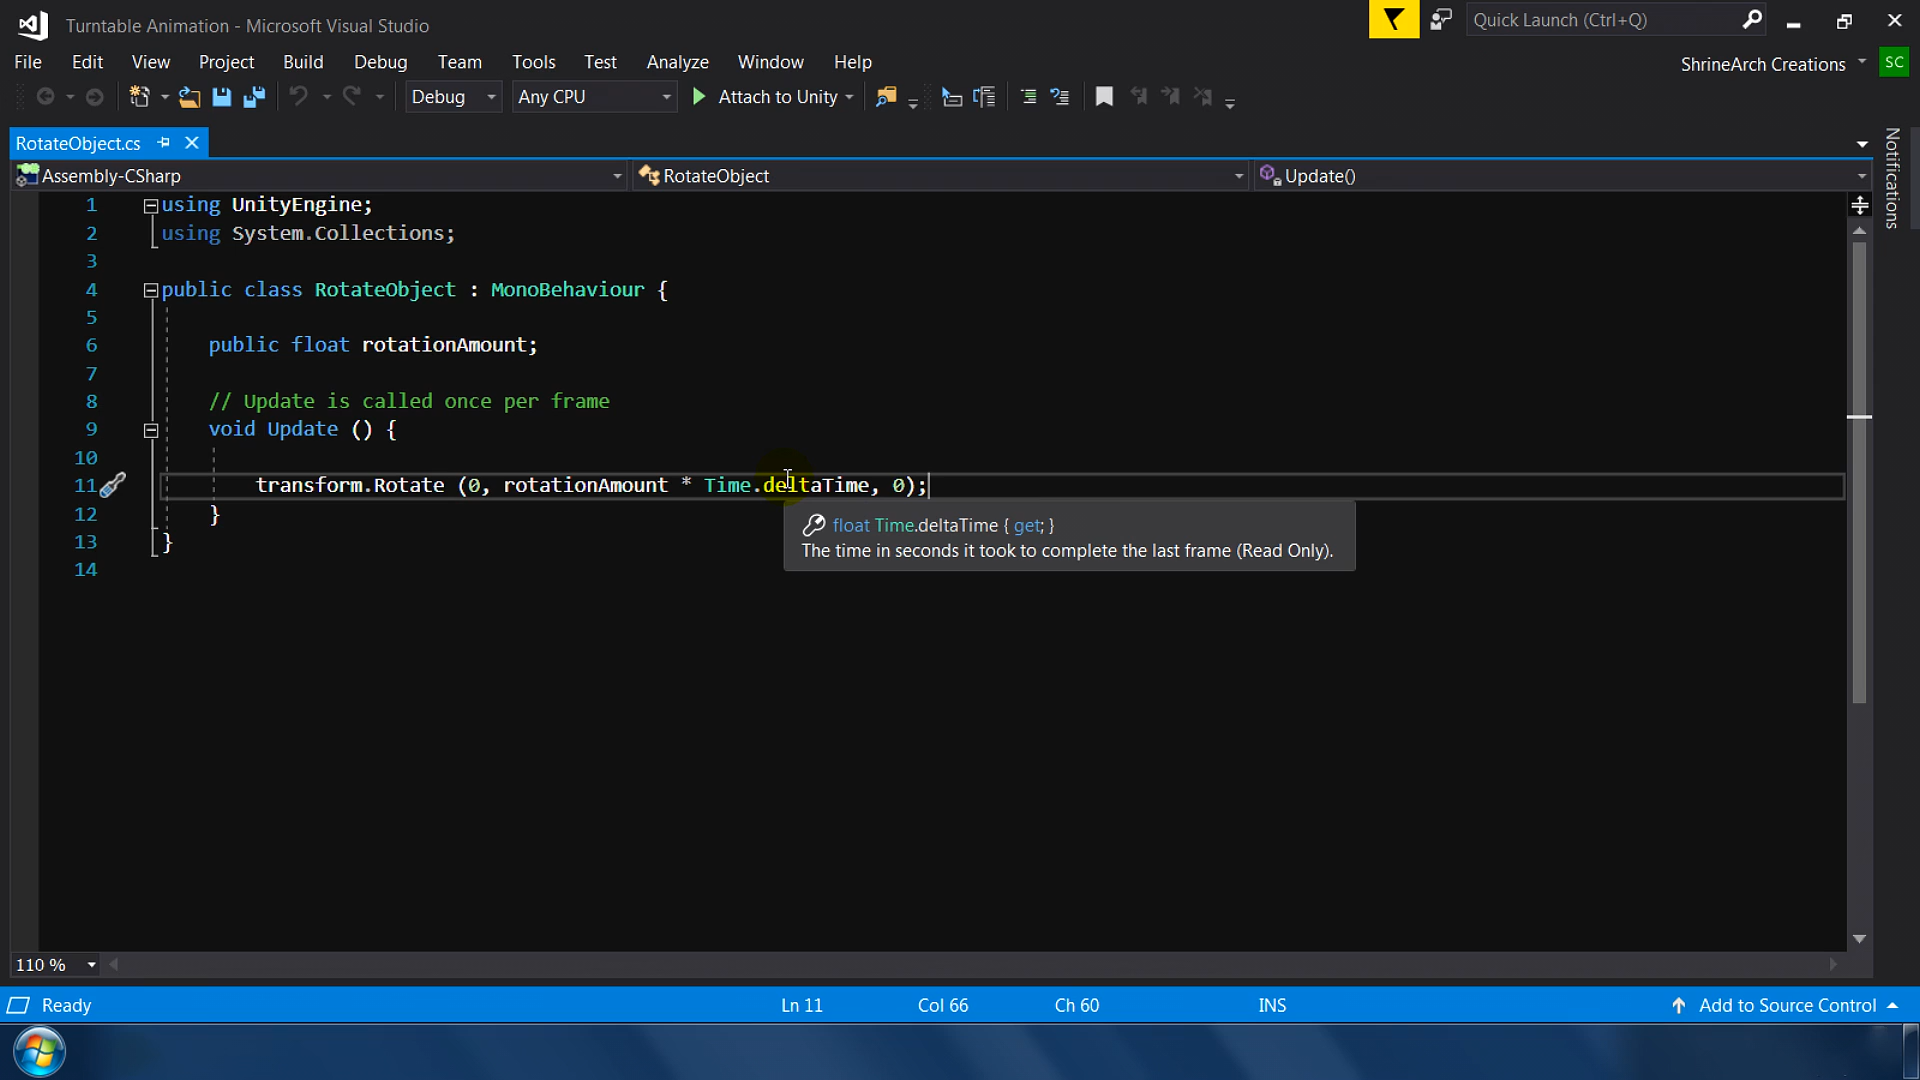 Turntable Animation - Microsoft Visual Studio
Quick Launch (Ctrl+Q)
File Edit View Project Build Debug Team Tools Test Analyze Window Help
ShrineArch Creations SC
Debug Any CPU Attach to Unity
RotateObject.cs
Notifications
Assembly-CSharp RotateObject Update()
1 using UnityEngine;
2 using System.Collections;
3
4 public class RotateObject : MonoBehaviour {
5
6 public float rotationAmount;
7
8 // Update is called once per frame
9 void Update () {
10
11 transform.Rotate (0, rotationAmount * Time.deltaTime, 0);
12 }
float Time.deltaTime { get; }
13 }
The time in seconds it took to complete the last frame (Read Only).
14
110 %
Ready Ln 11 Col 66 Ch 60 INS Add to Source Control